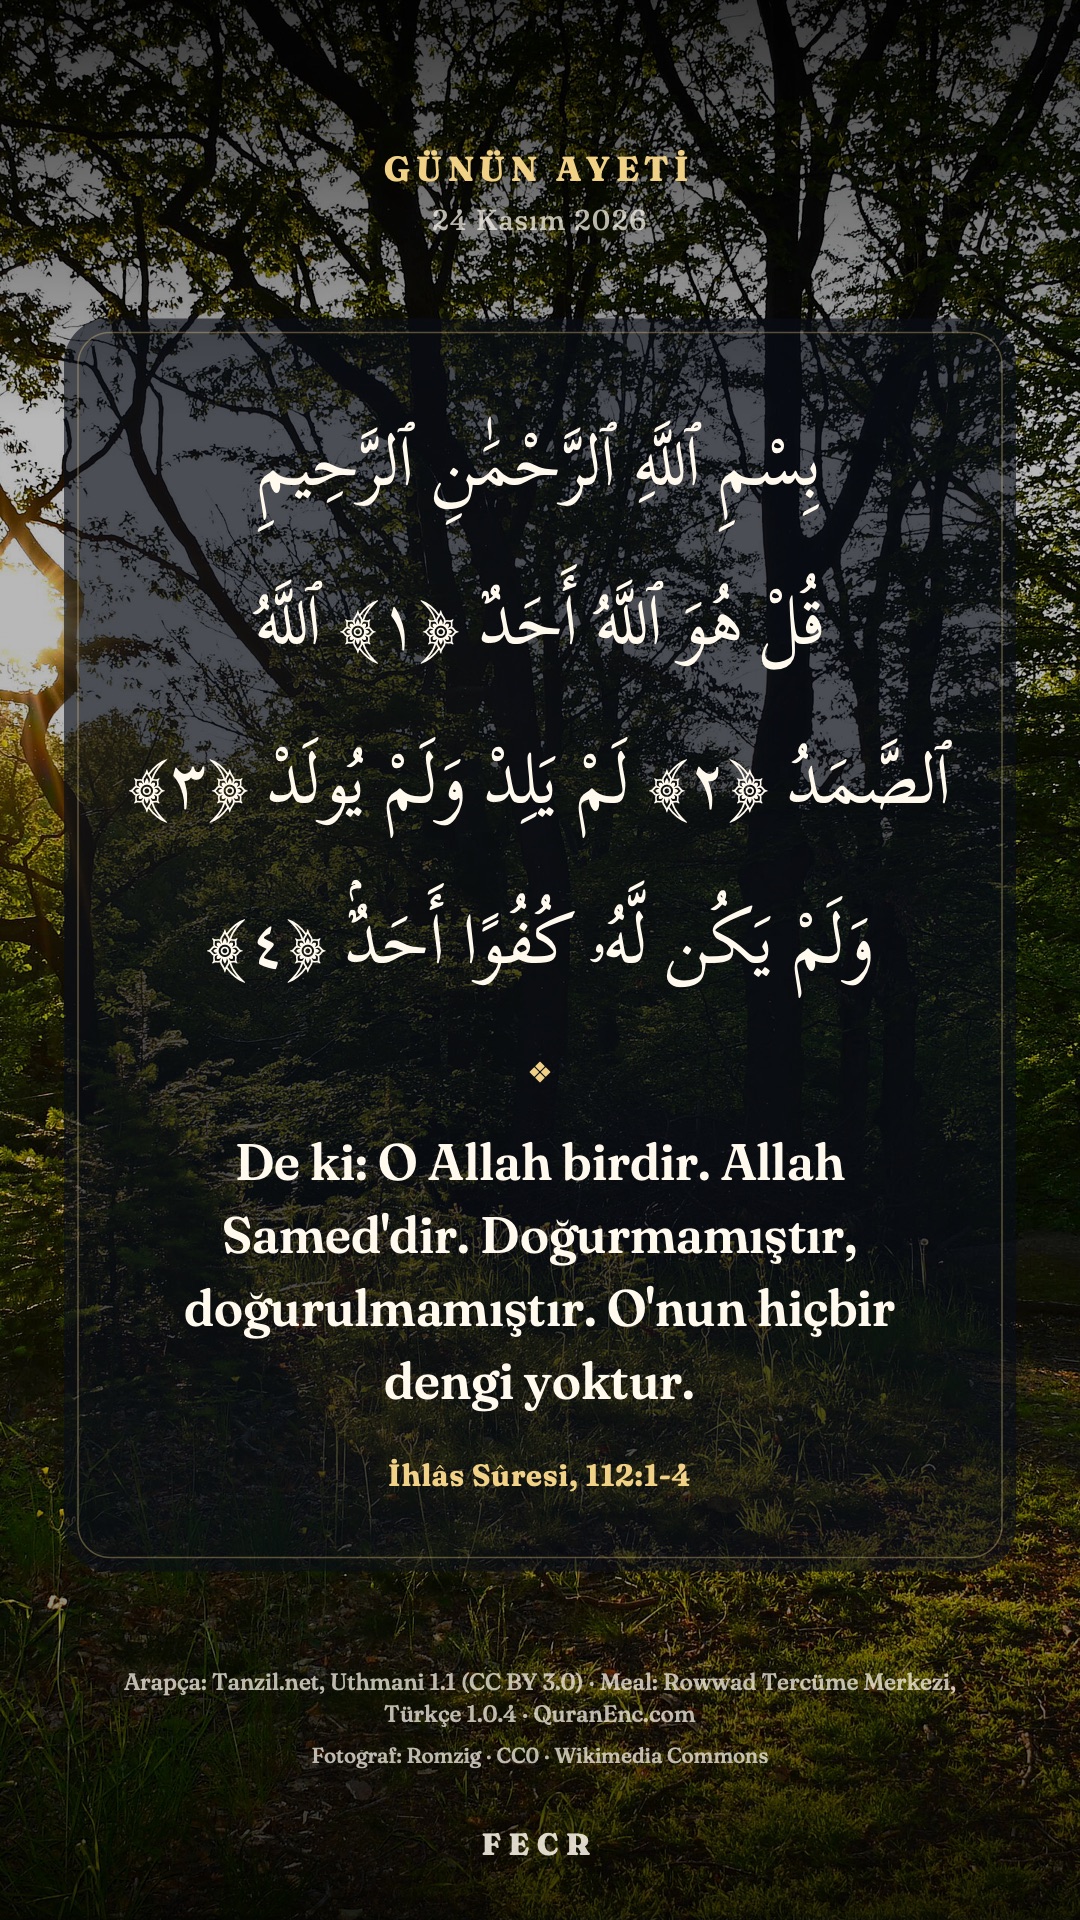 GÜNÜN AYETİ
24 Kasım 2026
بِسْمِ ٱللَّهِ ٱلرَّحْمَٰنِ ٱلرَّحِيمِ
قُلْ هُوَ ٱللَّهُ أَحَدٌ ﴿١﴾ ٱللَّهُ
ٱلصَّمَدُ ﴿٢﴾ لَمْ يَلِدْ وَلَمْ يُولَدْ ﴿٣﴾
وَلَمْ يَكُن لَّهُۥ كُفُوًا أَحَدٌۢ ﴿٤﴾
De ki: O Allah birdir. Allah
Samed'dir. Doğurmamıştır,
doğurulmamıştır. O'nun hiçbir
dengi yoktur.
İhlâs Sûresi, 112:1-4
Arapça: Tanzil.net, Uthmani 1.1 (CC BY 3.0) · Meal: Rowwad Tercüme Merkezi,
Türkçe 1.0.4 · QuranEnc.com
Fotoğraf: Romzig · CC0 · Wikimedia Commons
FECR